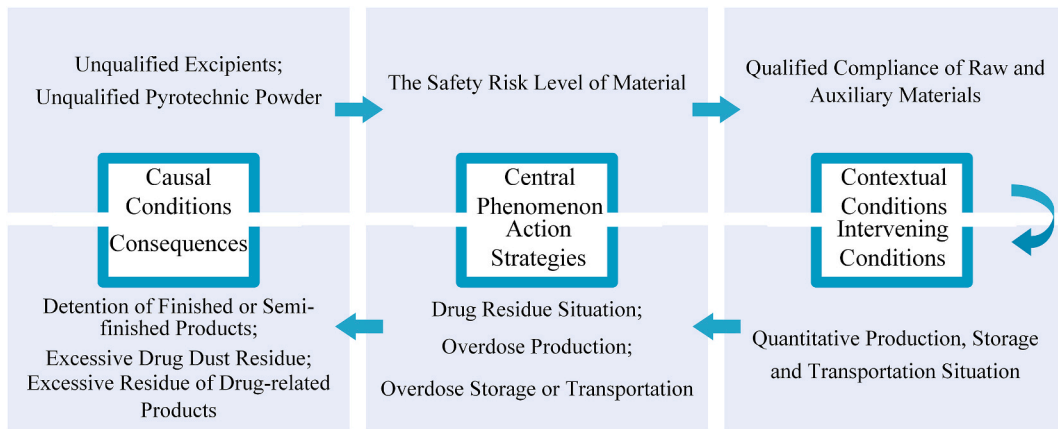 Unqualified Excipients;
Unqualified Pyrotechnic Powder
The Safety Risk Level of Material
Qualified Compliance of Raw and
Auxiliary Materials
Causal
Conditions
Central
Phenomenon
Contextual
Conditions
Consequences
Action
Strategies
Intervening
Conditions
Detention of Finished or Semi-
finished Products;
Excessive Drug Dust Residue;
Excessive Residue of Drug-related
Products
Drug Residue Situation;
Overdose Production;
Overdose Storage or Transportation
Quantitative Production, Storage
and Transportation Situation